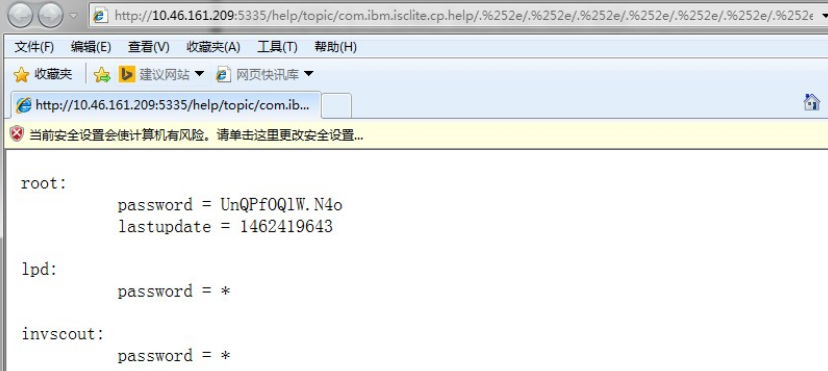 http://10.46.161.209:5335/help/topic/com.ibm.isclite.cp.help/.%252e/.%252e/.%252e/.%252e/.%252e/.%252e/.%252e
文件(F) 编辑(E) 查看(V) 收藏夹(A) 工具(T) 帮助(H)
收藏夹 建议网站 网页快讯库
http://10.46.161.209:5335/help/topic/com.ib...
当前安全设置会使计算机有风险。请单击这里更改安全设置...
root:
password = UnQPfOQlW.N4o
lastupdate = 1462419643
lpd:
password = *
invscout:
password = *